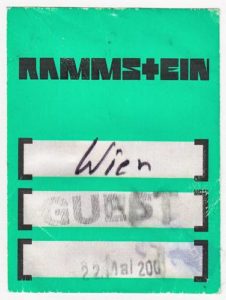 RAMMSTEIN
Wien
GUEST
22. Mai 200